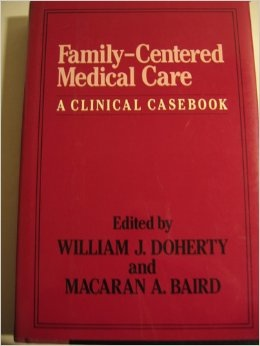 Family-Centered
Medical Care
A CLINICAL CASEBOOK
Edited by
WILLIAM J. DOHERTY
and
MACARAN A. BAIRD